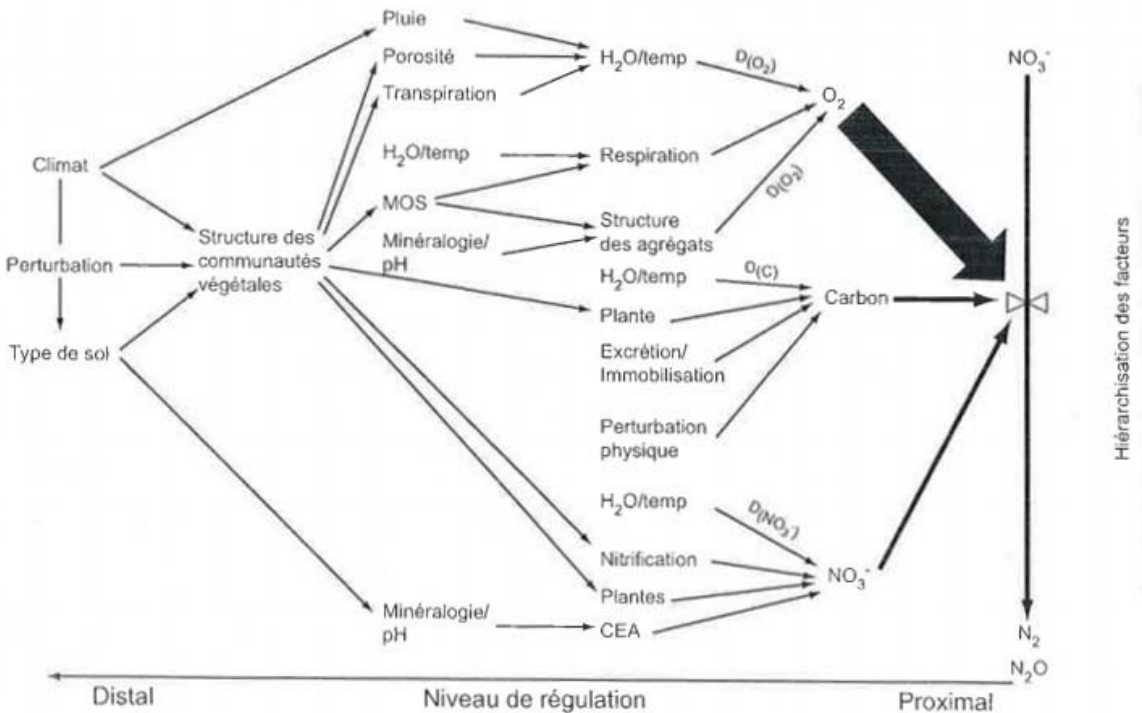 Pluie
Porosité
Transpiration
H₂O/temp
D(O₂)
O₂
NO₃⁻
Climat
H₂O/temp
Respiration
MOS
D(O₂)
Structure des
communautés
végétales
Minéralogie/
pH
Structure
des agrégats
Perturbation
H₂O/temp
O(C)
Carbon
Plante
Type de sol
Excrétion/
Immobilisation
Perturbation
physique
H₂O/temp
D(NO₃⁻)
Nitrification
NO₃⁻
Plantes
Minéralogie/
pH
CEA
N₂
N₂O
Distal
Niveau de régulation
Proximal
Hiérarchisation des facteurs